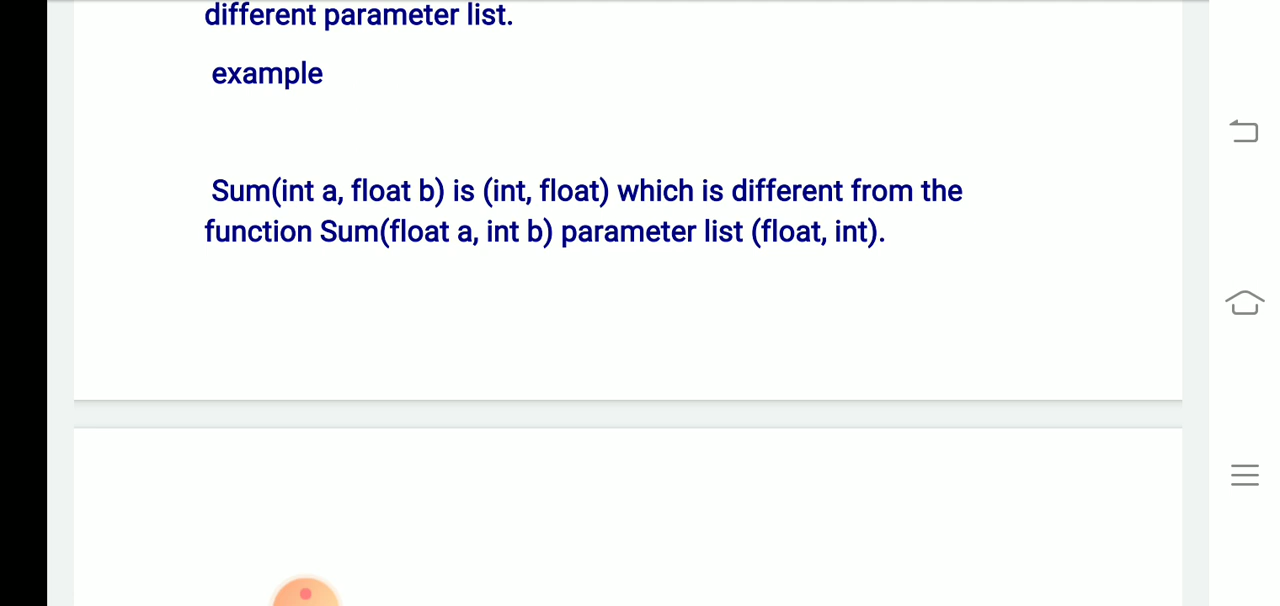 different parameter list.
example
Sum(int a, float b) is (int, float) which is different from the
function Sum(float a, int b) parameter list (float, int).